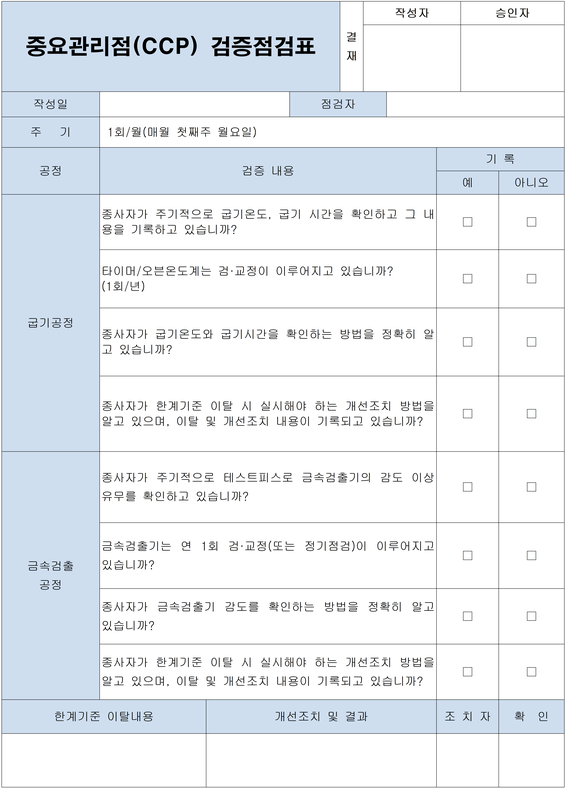 중요관리점(CCP) 검증점검표
결
재
작성자
승인자
작성일
점검자
주 기
1회/월(매월 첫째주 월요일)
공정
검증 내용
기 록
예
아니오
굽기공정
종사자가 주기적으로 굽기온도, 굽기 시간을 확인하고 그 내
용을 기록하고 있습니까?
□ □
타이머/오븐온도계는 검·교정이 이루어지고 있습니까?
(1회/년)
□ □
종사자가 굽기온도와 굽기시간을 확인하는 방법을 정확히 알
고 있습니까?
□ □
종사자가 한계기준 이탈 시 실시해야 하는 개선조치 방법을
알고 있으며, 이탈 및 개선조치 내용이 기록되고 있습니까?
□ □
금속검출
공정
종사자가 주기적으로 테스트피스로 금속검출기의 감도 이상
유무를 확인하고 있습니까?
□ □
금속검출기는 연 1회 검·교정(또는 정기점검)이 이루어지고
있습니까?
□ □
종사자가 금속검출기 감도를 확인하는 방법을 정확히 알고
있습니까?
□ □
종사자가 한계기준 이탈 시 실시해야 하는 개선조치 방법을
알고 있으며, 이탈 및 개선조치 내용이 기록되고 있습니까?
□ □
한계기준 이탈내용
개선조치 및 결과
조 치 자
확 인